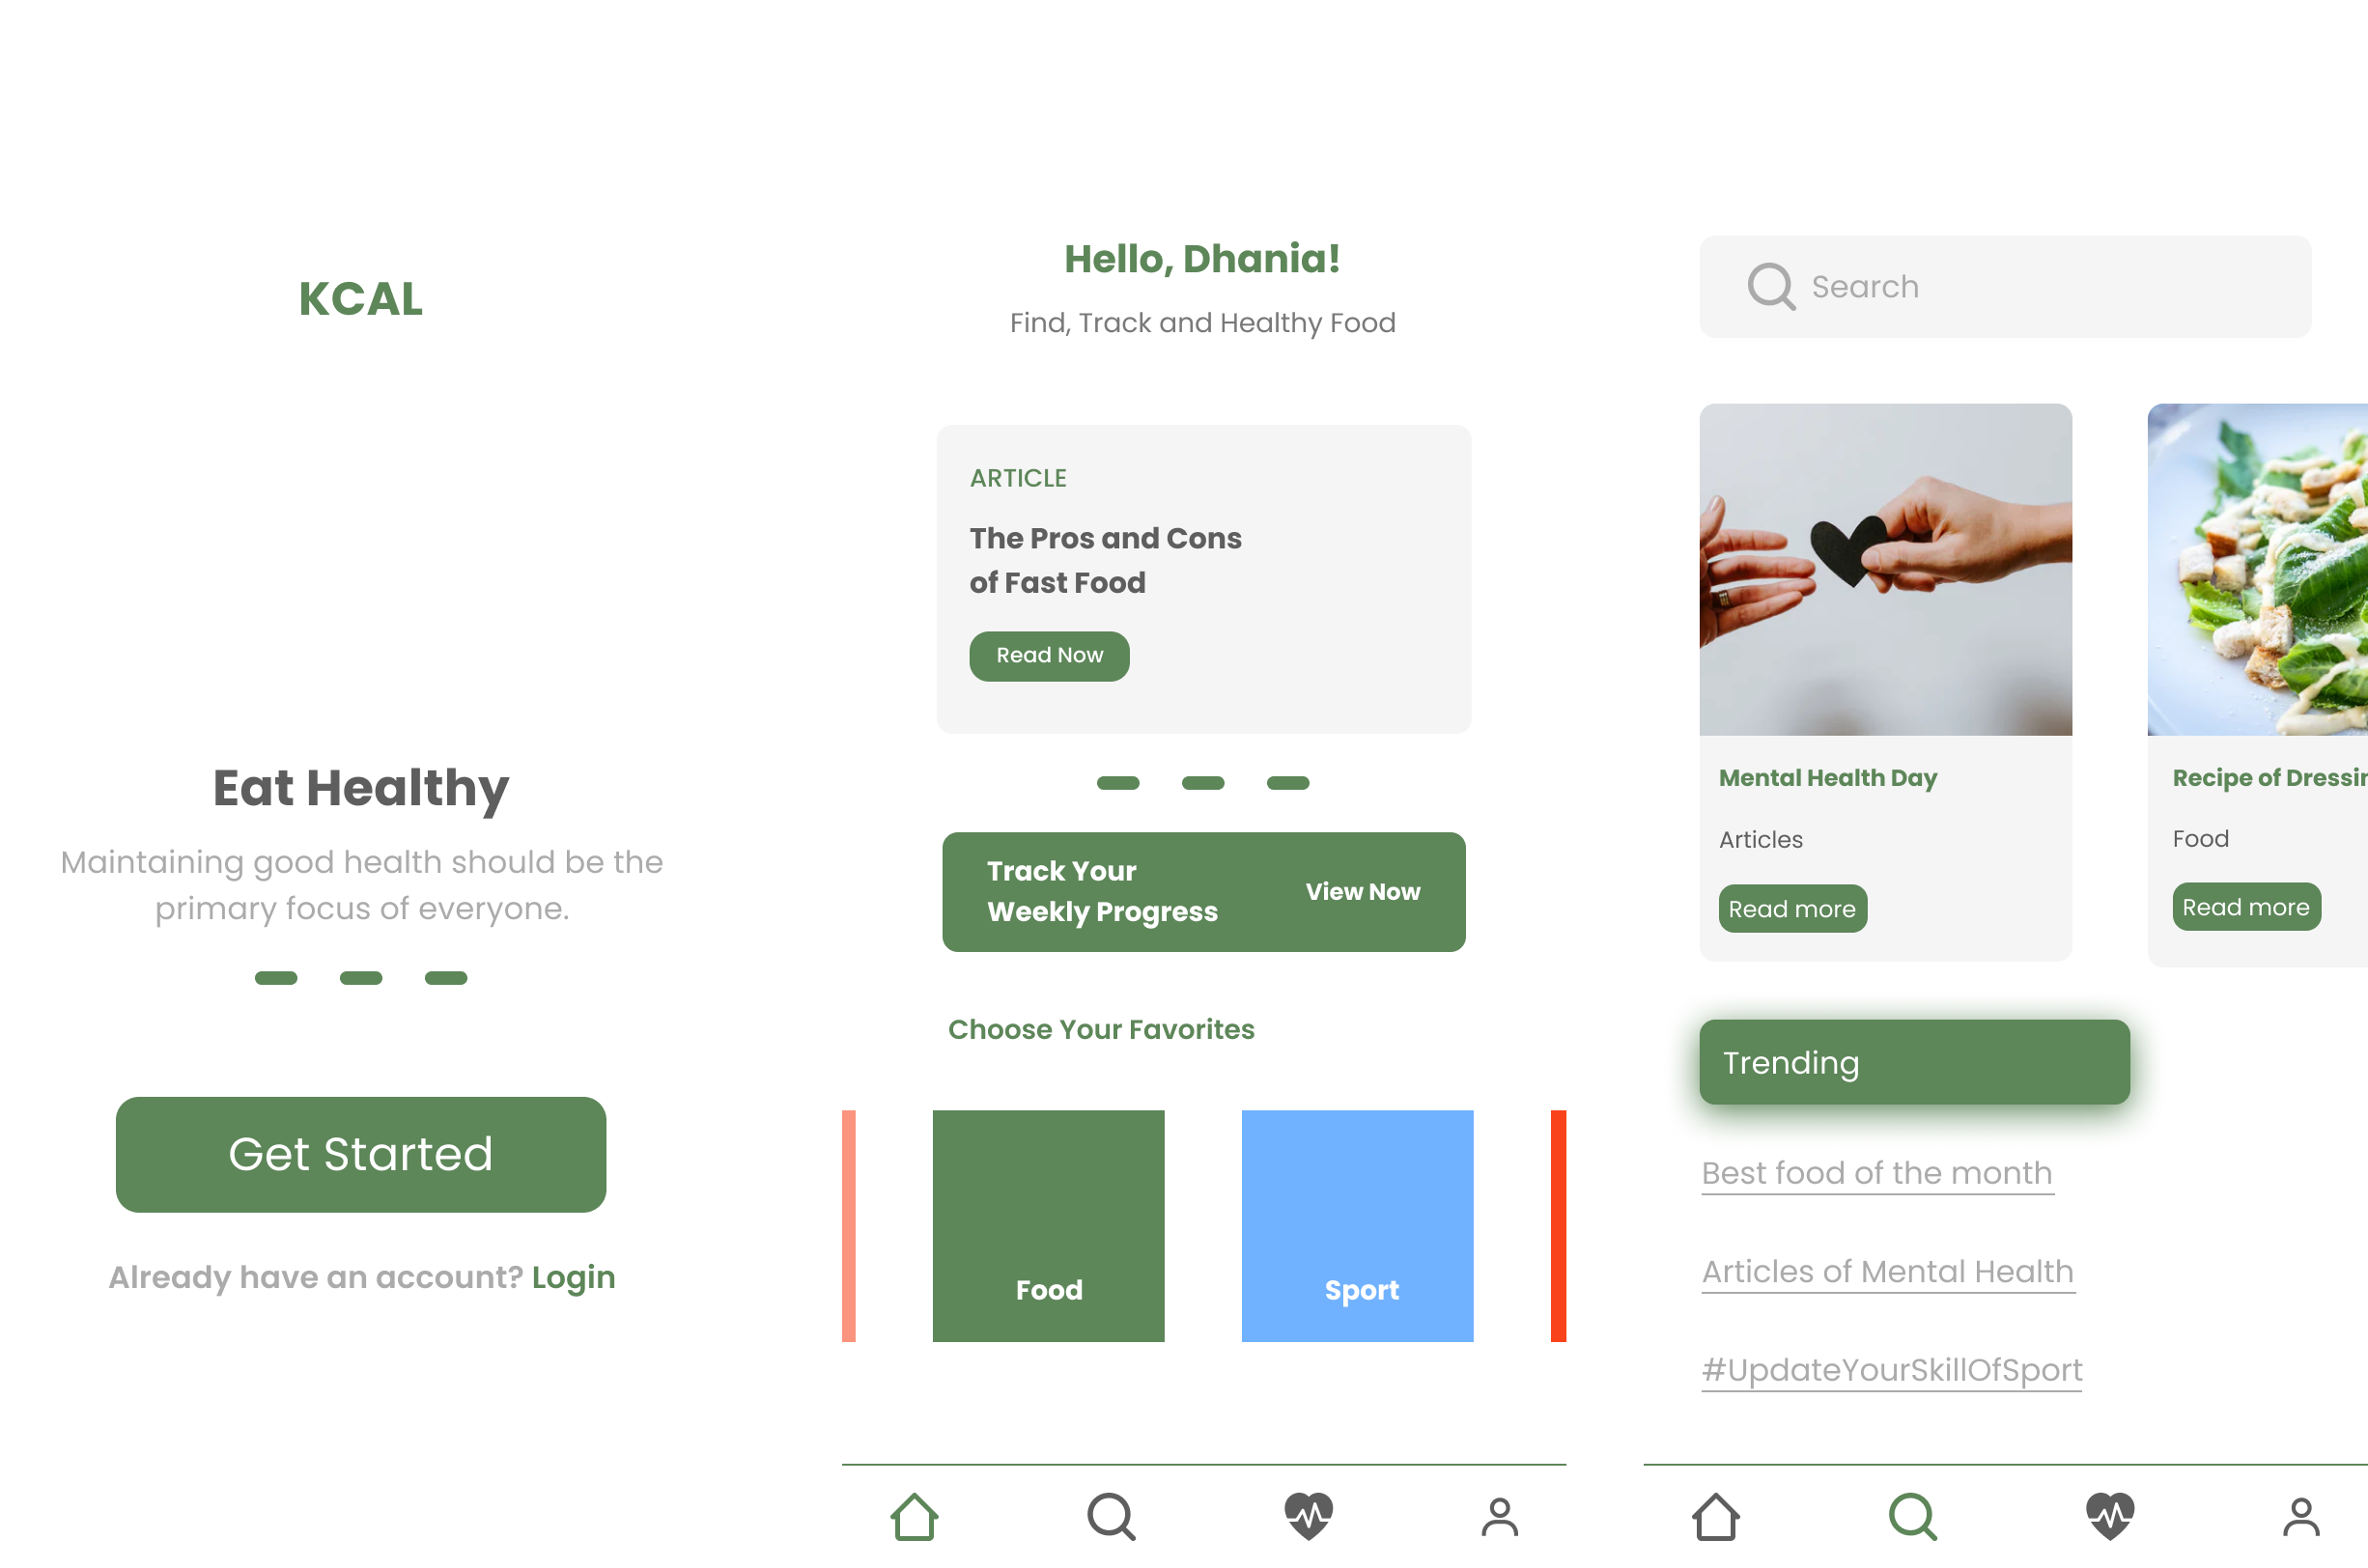 KCAL
Eat Healthy
Maintaining good health should be the
primary focus of everyone.
Get Started
Already have an account? Login
Hello, Dhania!
Find, Track and Healthy Food
ARTICLE
The Pros and Cons
of Fast Food
Read Now
Track Your
Weekly Progress
View Now
Choose Your Favorites
Food
Sport
Search
Mental Health Day
Articles
Read more
Recipe of
Food
Read more
Trending
Best food of the month
Articles of Mental Health
#UpdateYourSkillOfSport